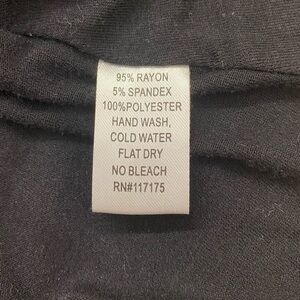 95% RAYON
5% SPANDEX
100%POLYESTER
HAND WASH,
COLD WATER
FLAT DRY
NO BLEACH
RN#117175